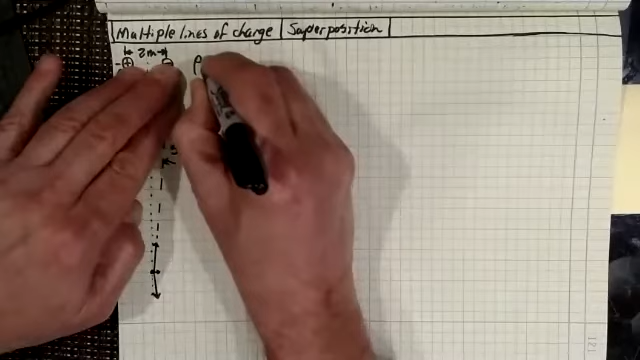 Multiple lines of charge Superposition
2m
+ -
ρ